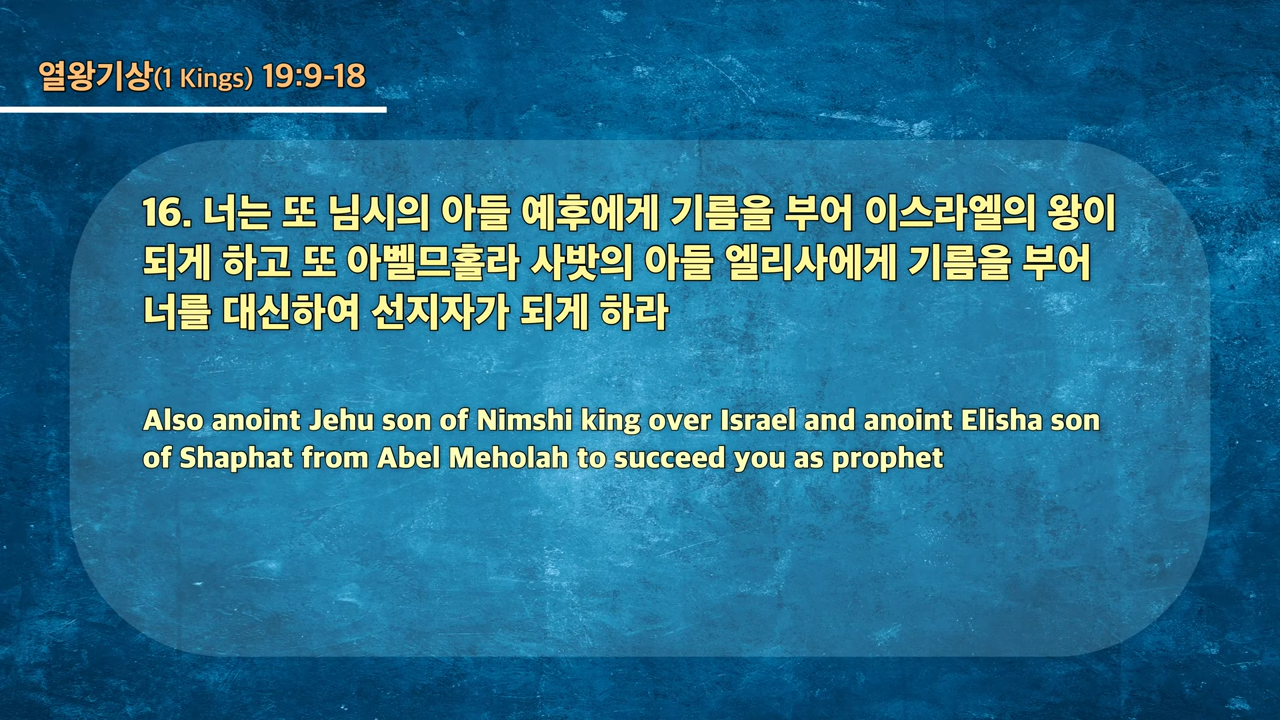 열왕기상(1 Kings) 19:9-18
16. 너는 또 님시의 아들 예후에게 기름을 부어 이스라엘의 왕이
되게 하고 또 아벨므홀라 사밧의 아들 엘리사에게 기름을 부어
너를 대신하여 선지자가 되게 하라
Also anoint Jehu son of Nimshi king over Israel and anoint Elisha son
of Shaphat from Abel Meholah to succeed you as prophet